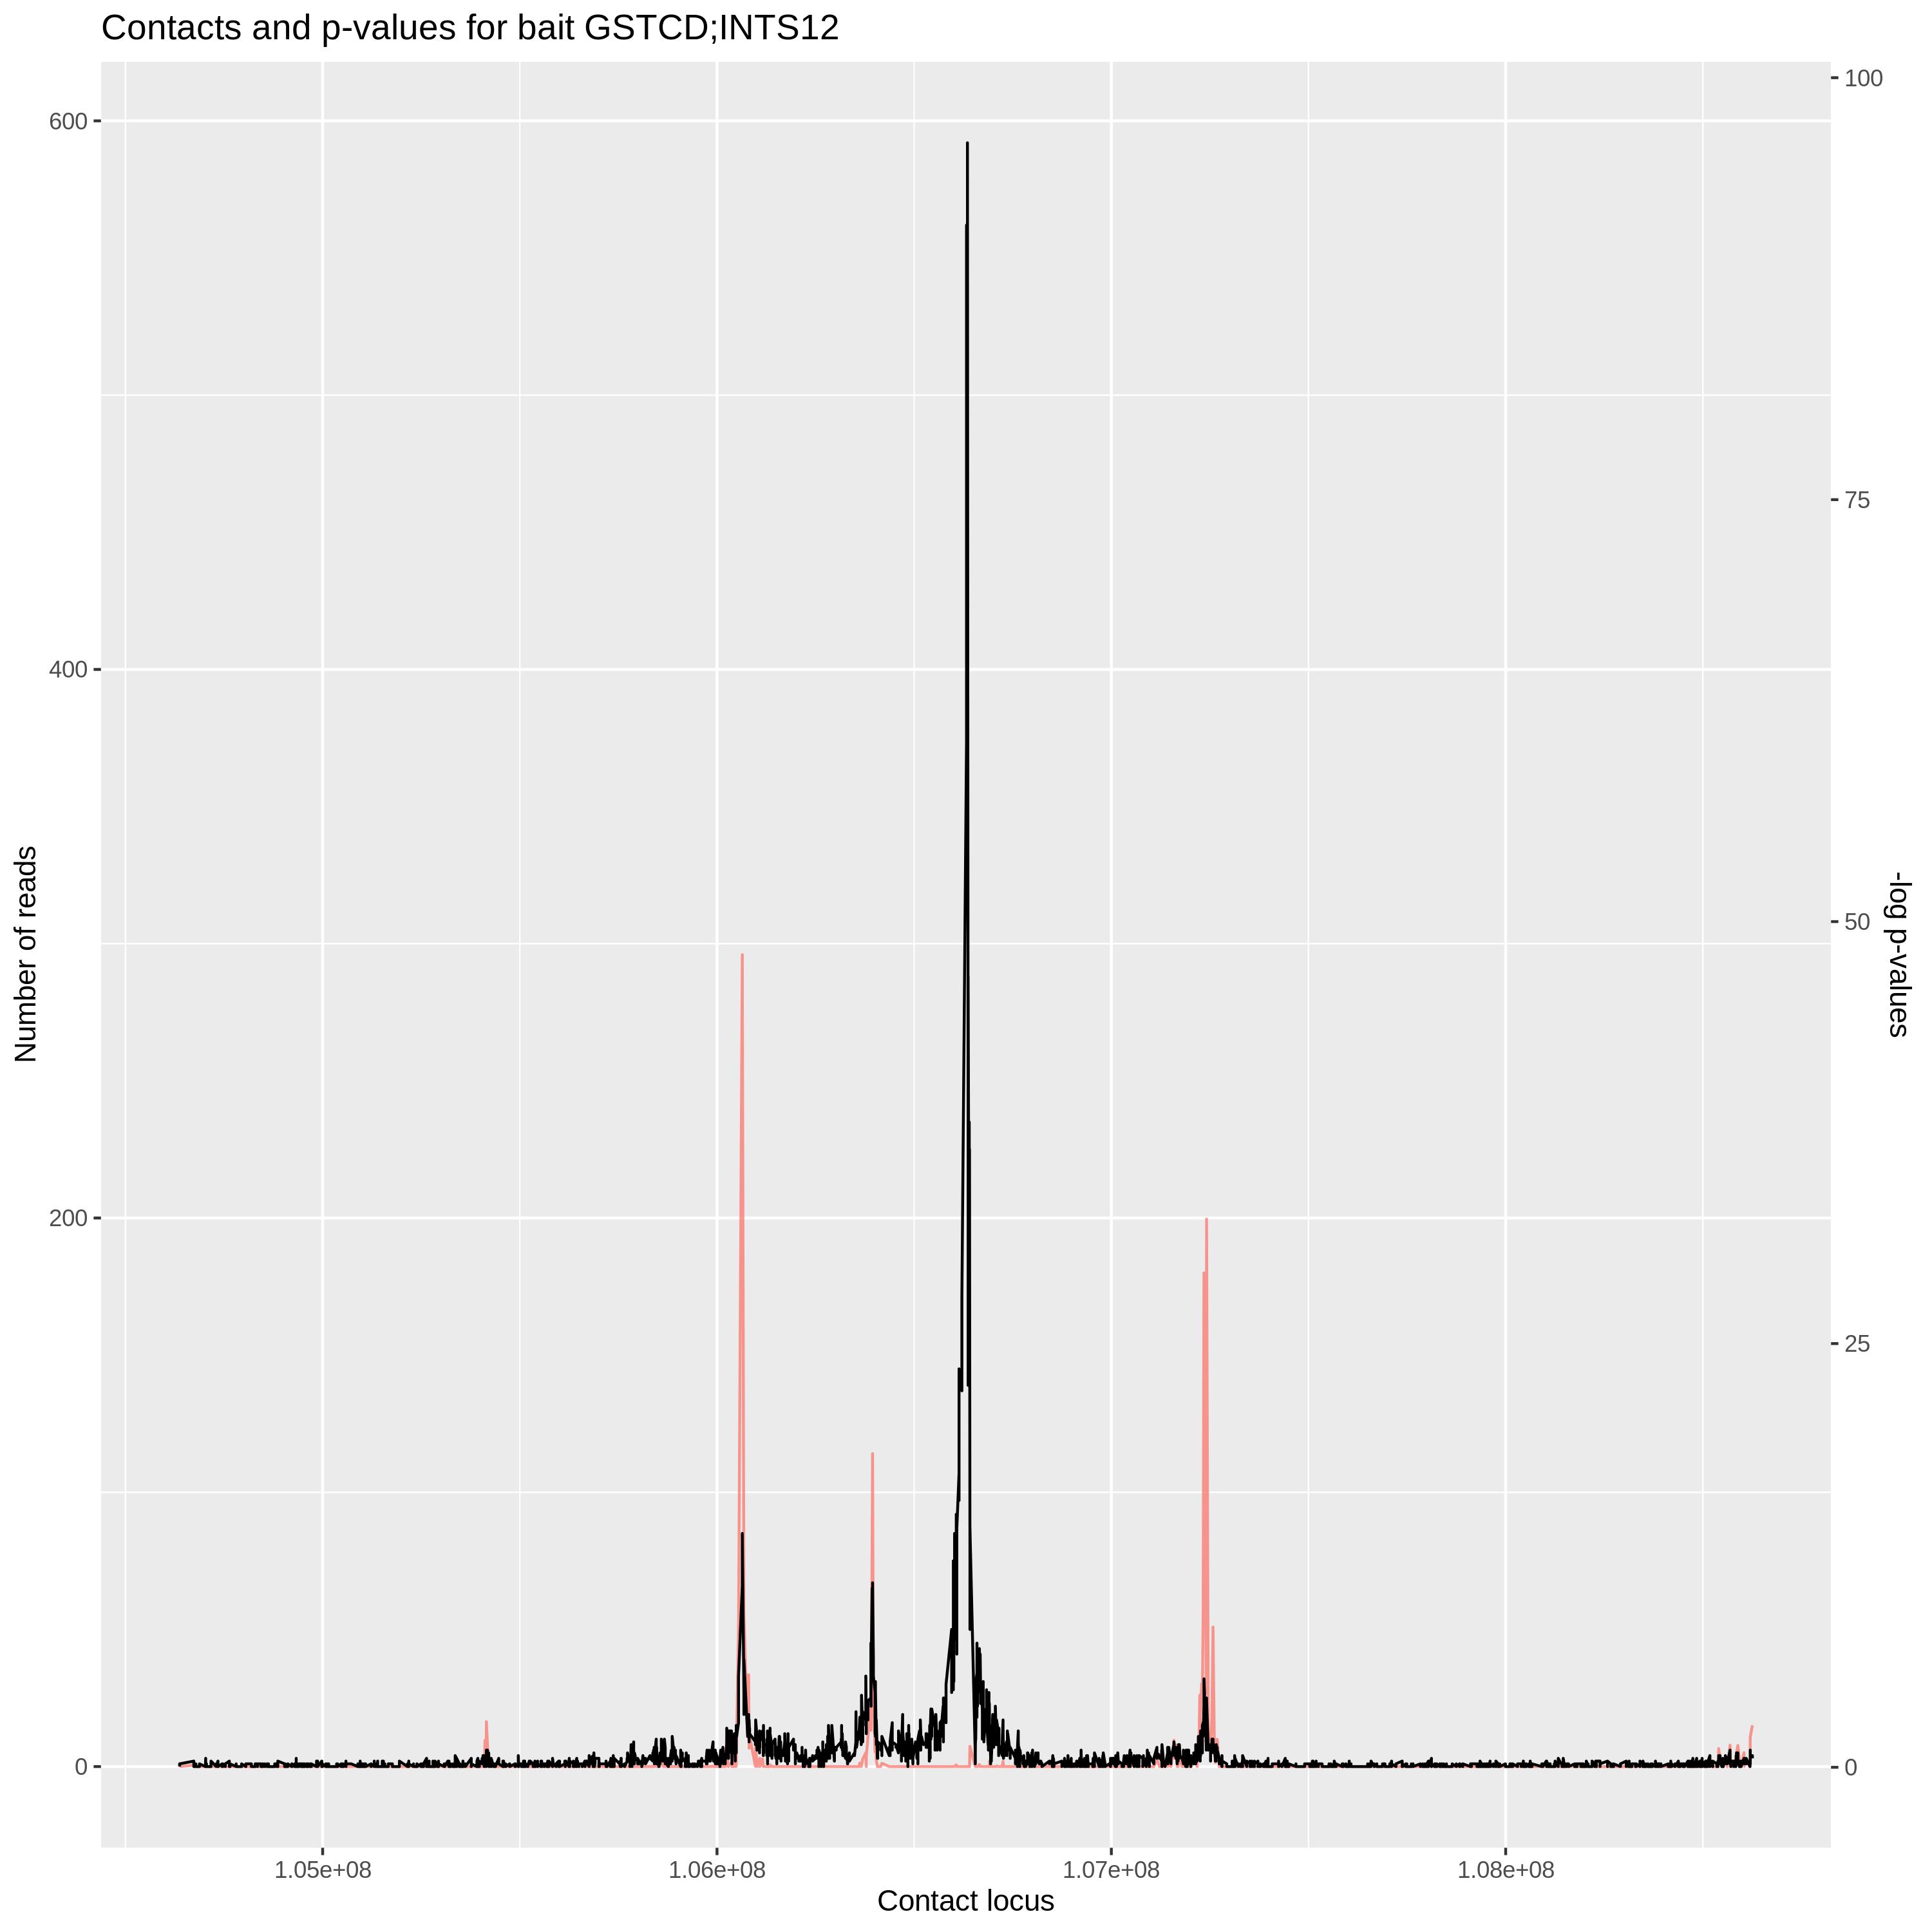 Contacts and p-values for bait GSTCD;INTS12
600
400
200
0
Number of reads
100
75
50
25
0
-log p-values
1.05e+08
1.06e+08
1.07e+08
1.08e+08
Contact locus